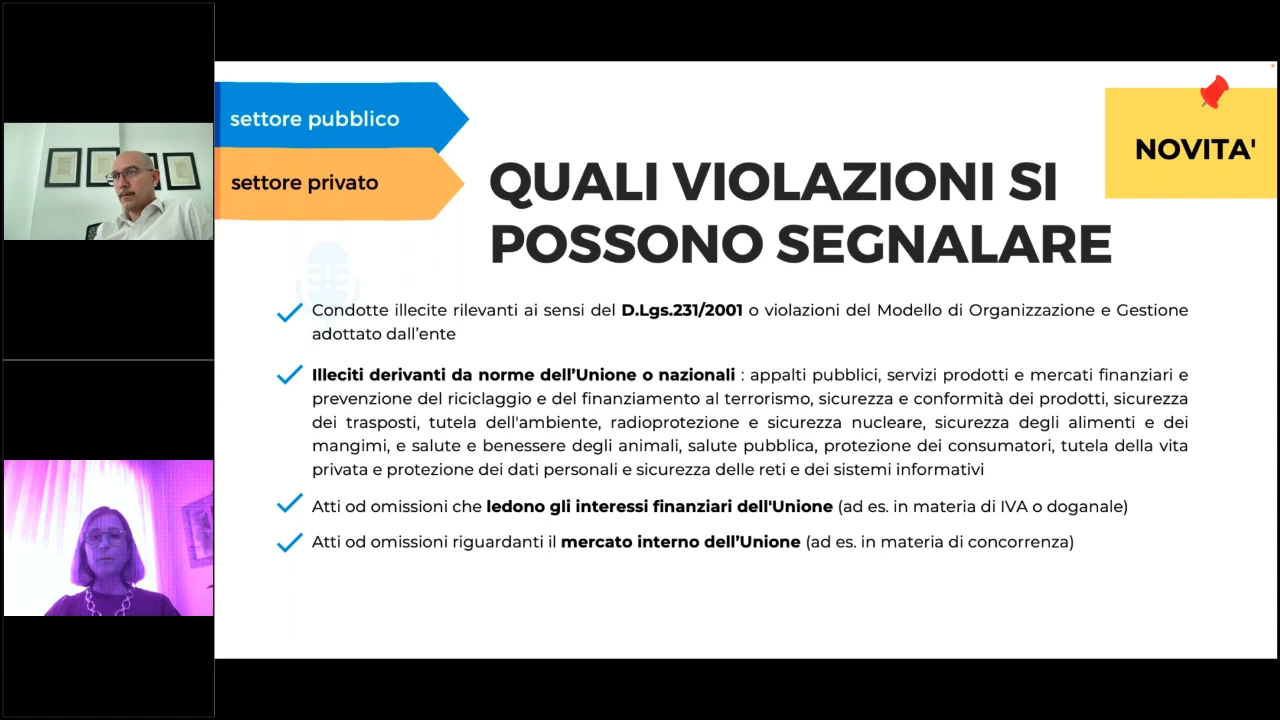 settore pubblico
settore privato
NOVITA'
QUALI VIOLAZIONI SI
POSSONO SEGNALARE
Condotte illecite rilevanti ai sensi del D.Lgs.231/2001 o violazioni del Modello di Organizzazione e Gestione
adottato dall’ente
Illeciti derivanti da norme dell’Unione o nazionali : appalti pubblici, servizi prodotti e mercati finanziari e
prevenzione del riciclaggio e del finanziamento al terrorismo, sicurezza e conformità dei prodotti, sicurezza
dei trasposti, tutela dell'ambiente, radioprotezione e sicurezza nucleare, sicurezza degli alimenti e dei
mangimi, e salute e benessere degli animali, salute pubblica, protezione dei consumatori, tutela della vita
privata e protezione dei dati personali e sicurezza delle reti e dei sistemi informativi
Atti od omissioni che ledono gli interessi finanziari dell'Unione (ad es. in materia di IVA o doganale)
Atti od omissioni riguardanti il mercato interno dell’Unione (ad es. in materia di concorrenza)